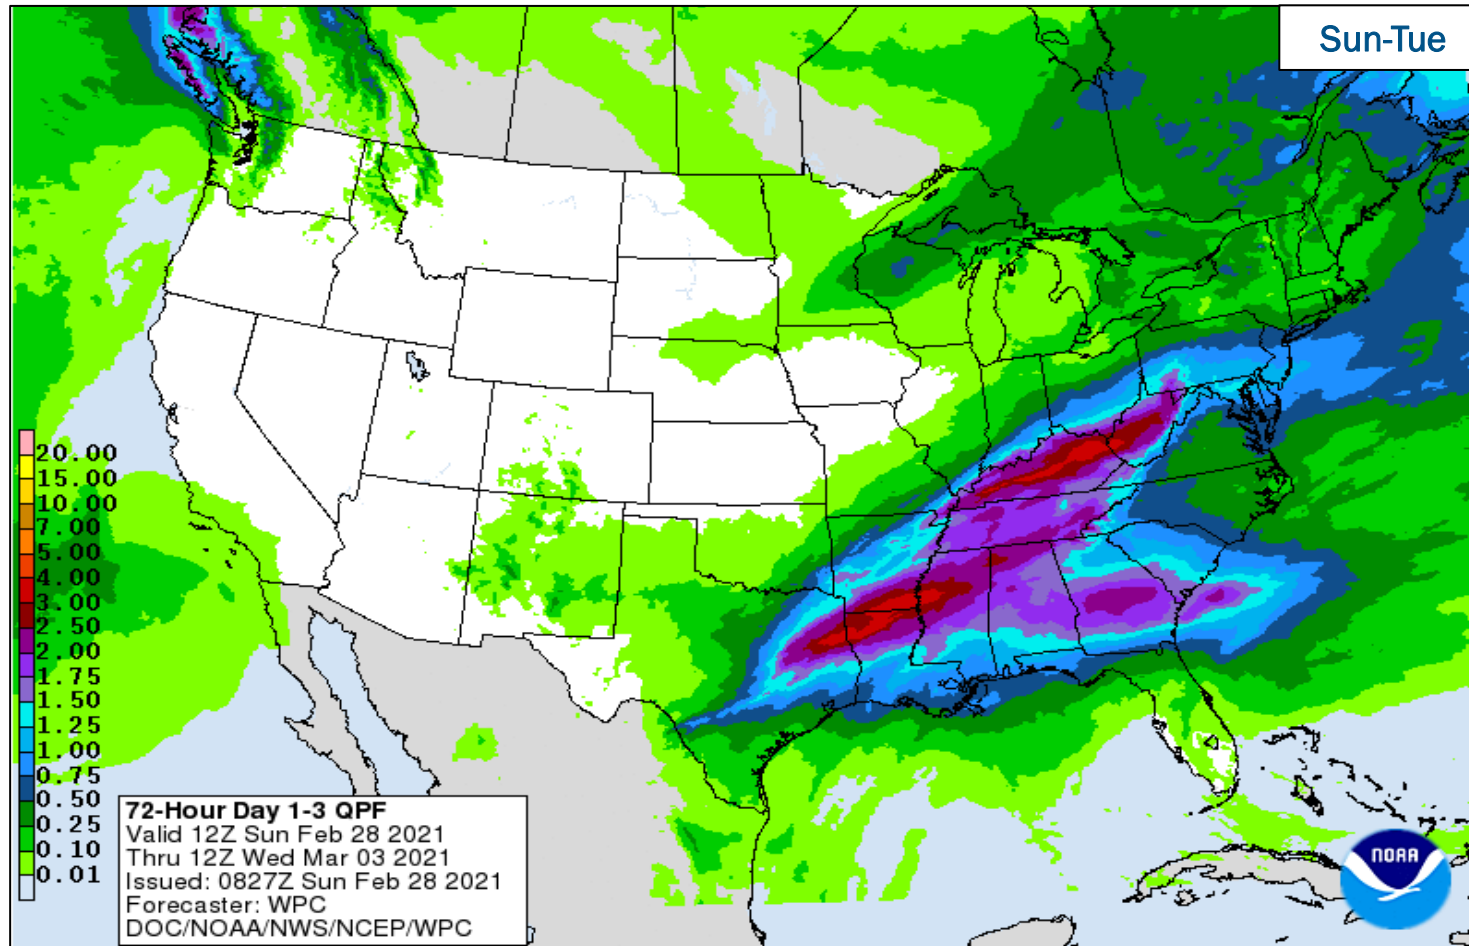 Sun-Tue
20.00
15.00
10.00
7.00
5.00
4.00
3.00
2.50
2.00
1.75
1.50
1.25
1.00
0.75
0.50
0.25
0.10
0.01
72-Hour Day 1-3 QPF
Valid 12Z Sun Feb 28 2021
Thru 12Z Wed Mar 03 2021
Issued: 0827Z Sun Feb 28 2021
Forecaster: WPC
DOC/NOAA/NWS/NCEP/WPC
NOAA